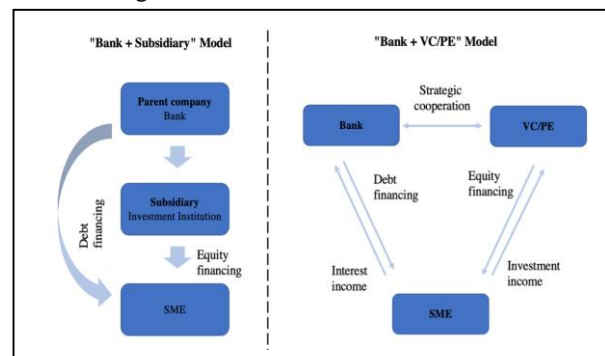 "Bank + Subsidiary" Model
Parent company
Bank
Subsidiary
Investment Institution
Debt
financing
Equity
financing
SME
"Bank + VC/PE" Model
Strategic
cooperation
Bank
VC/PE
Debt
financing
Equity
financing
Interest
income
Investment
income
SME